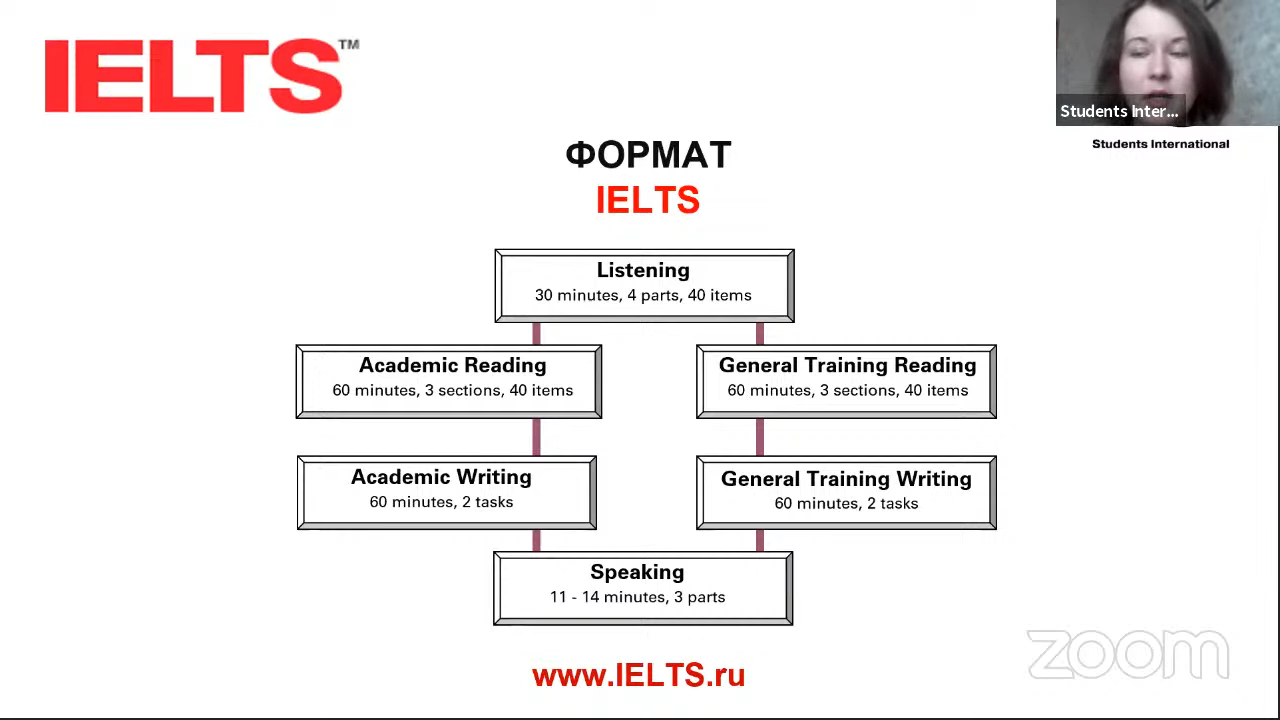 IELTS™
Students Inter...
Students International
ФОРМАТ
IELTS
Listening
30 minutes, 4 parts, 40 items
Academic Reading
60 minutes, 3 sections, 40 items
General Training Reading
60 minutes, 3 sections, 40 items
Academic Writing
60 minutes, 2 tasks
General Training Writing
60 minutes, 2 tasks
Speaking
11 - 14 minutes, 3 parts
www.IELTS.ru
zoom